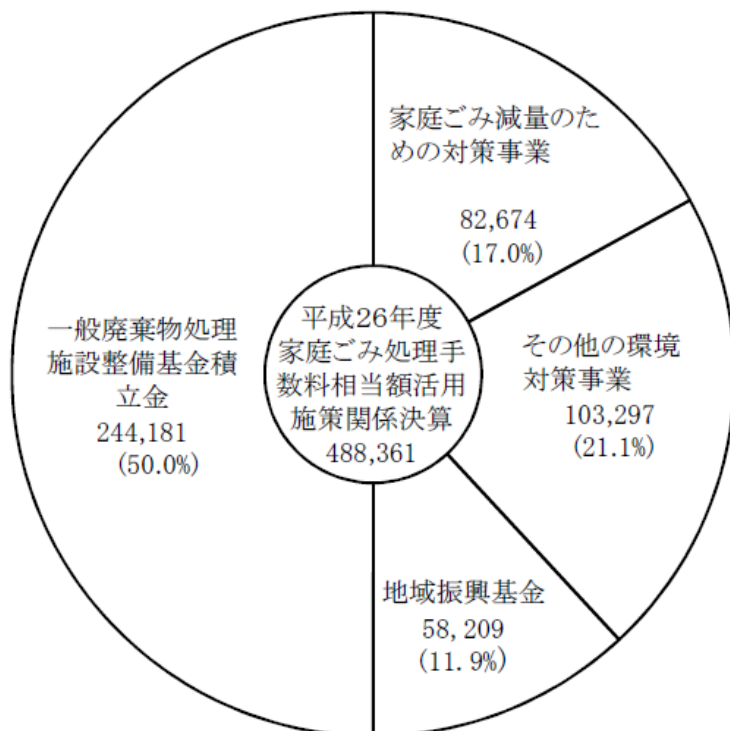 家庭ごみ減量のた
めの対策事業
82,674
(17.0%)
その他の環境
対策事業
103,297
(21.1%)
地域振興基金
58,209
(11.9%)
一般廃棄物処理
施設整備基金積
立金
244,181
(50.0%)
平成26年度
家庭ごみ処理手
数料相当額活用
施策関係決算
488,361